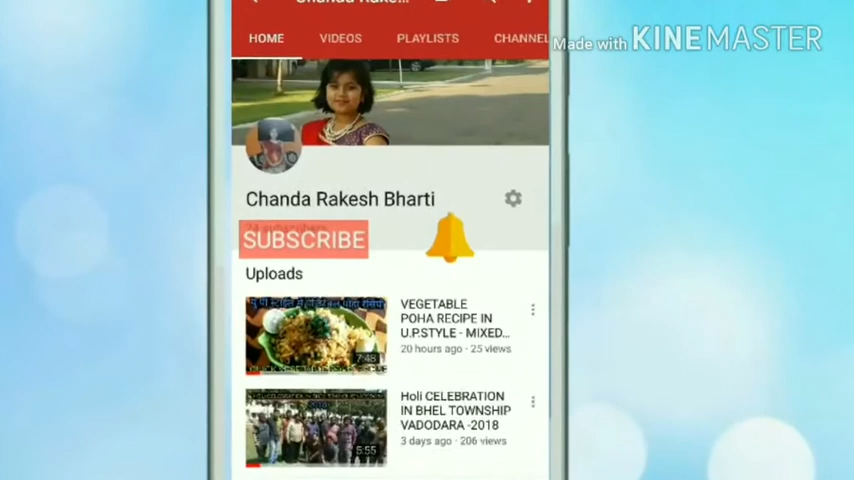 Chanda Rake...
HOME VIDEOS PLAYLISTS CHANNEL
Made with KINEMASTER
Chanda Rakesh Bharti
SUBSCRIBE
Uploads
VEGETABLE
POHA RECIPE IN
U.P.STYLE - MIXED...
20 hours ago · 25 views
7:48
Holi CELEBRATION
IN BHEL TOWNSHIP
VADODARA -2018
3 days ago · 206 views
5:55